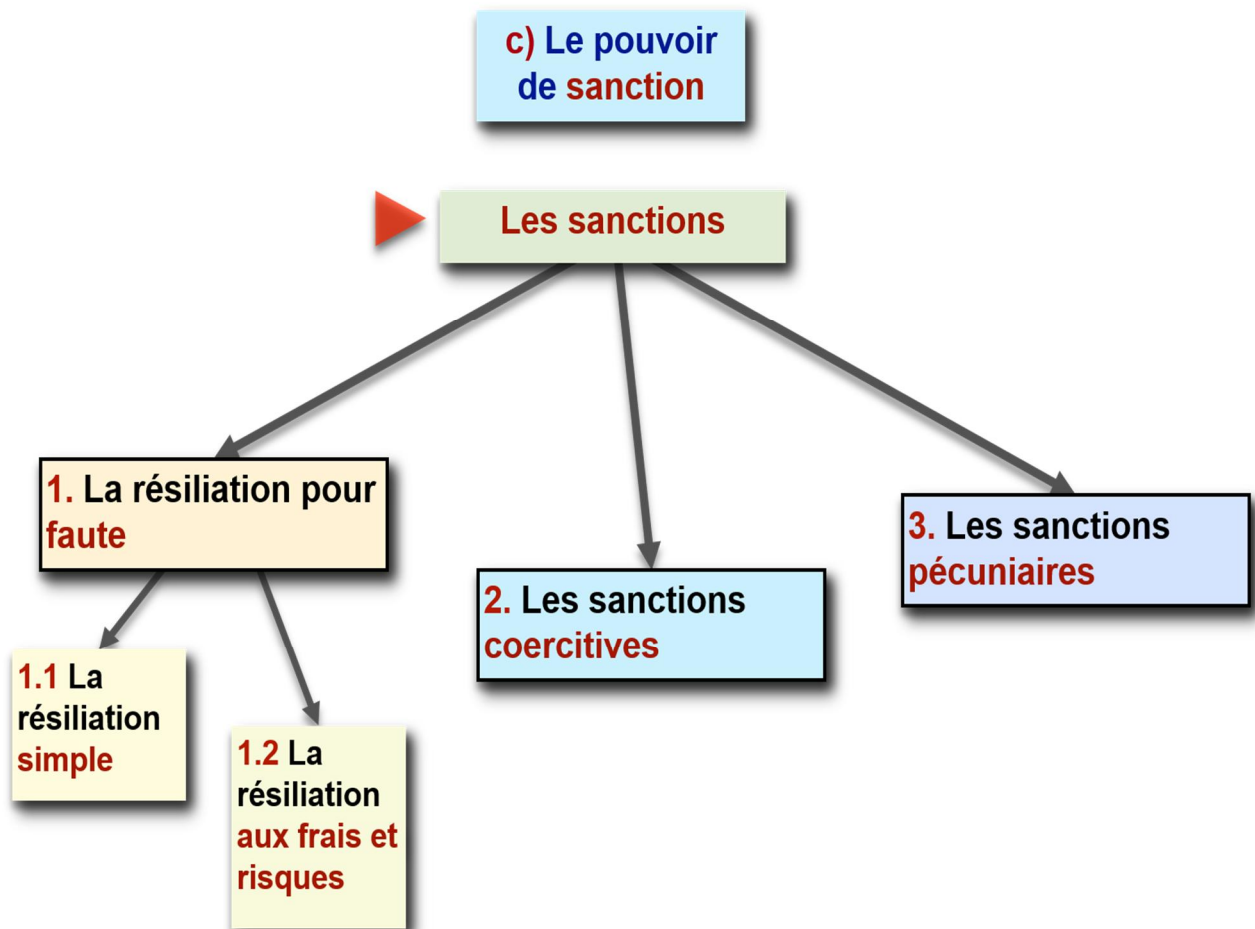 c) Le pouvoir
de sanction
Les sanctions
1. La résiliation pour
faute
2. Les sanctions
coercitives
3. Les sanctions
pécuniaires
1.1 La
résiliation
simple
1.2 La
résiliation
aux frais et
risques